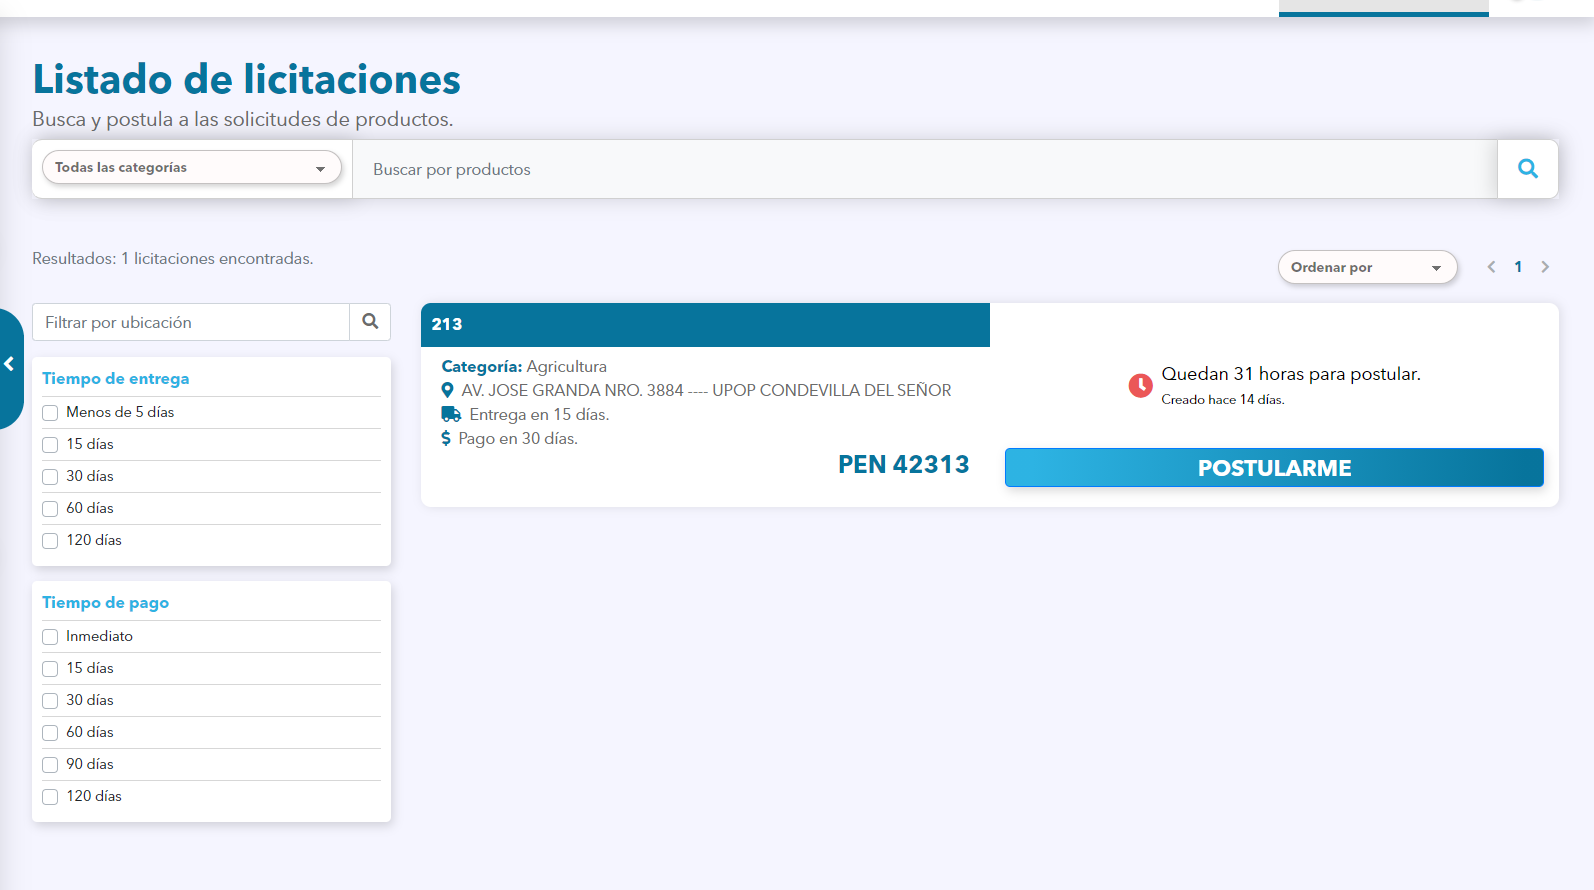 Listado de licitaciones
Busca y postula a las solicitudes de productos.
Todas las categorías
Buscar por productos
Resultados: 1 licitaciones encontradas.
Ordenar por
1
Filtrar por ubicación
Tiempo de entrega
Menos de 5 días
15 días
30 días
60 días
120 días
Tiempo de pago
Inmediato
15 días
30 días
60 días
90 días
120 días
213
Categoría: Agricultura
AV. JOSE GRANDA NRO. 3884 ---- UPOP CONDEVILLA DEL SEÑOR
Entrega en 15 días.
$ Pago en 30 días.
PEN 42313
Quedan 31 horas para postular.
Creado hace 14 días.
POSTULARME